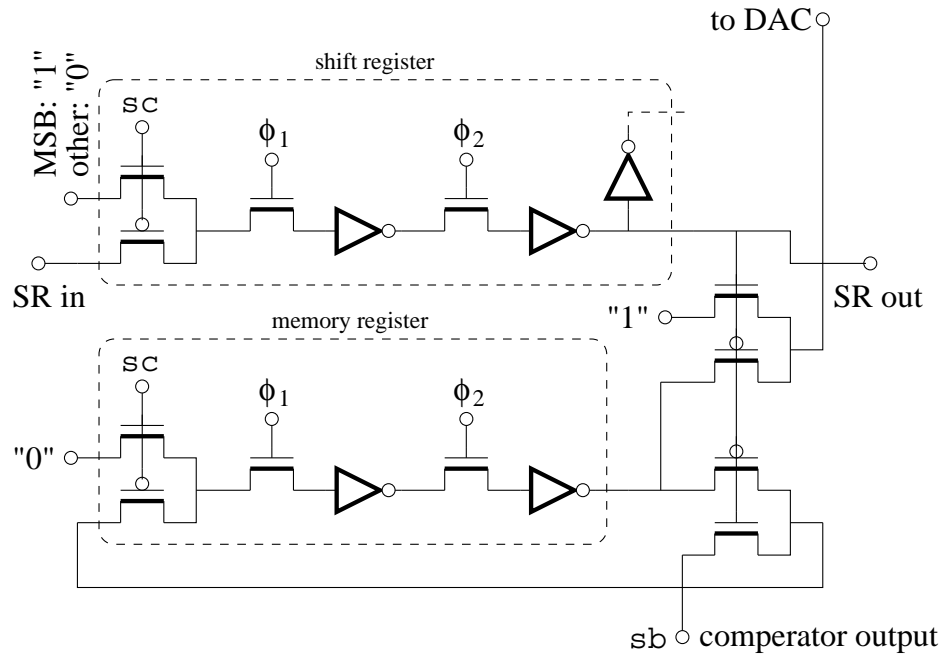 to DAC
shift register
MSB: "1"
other: "0"
sc
ϕ1
ϕ2
SR in
SR out
"1"
memory register
sc
ϕ1
ϕ2
"0"
sb comperator output